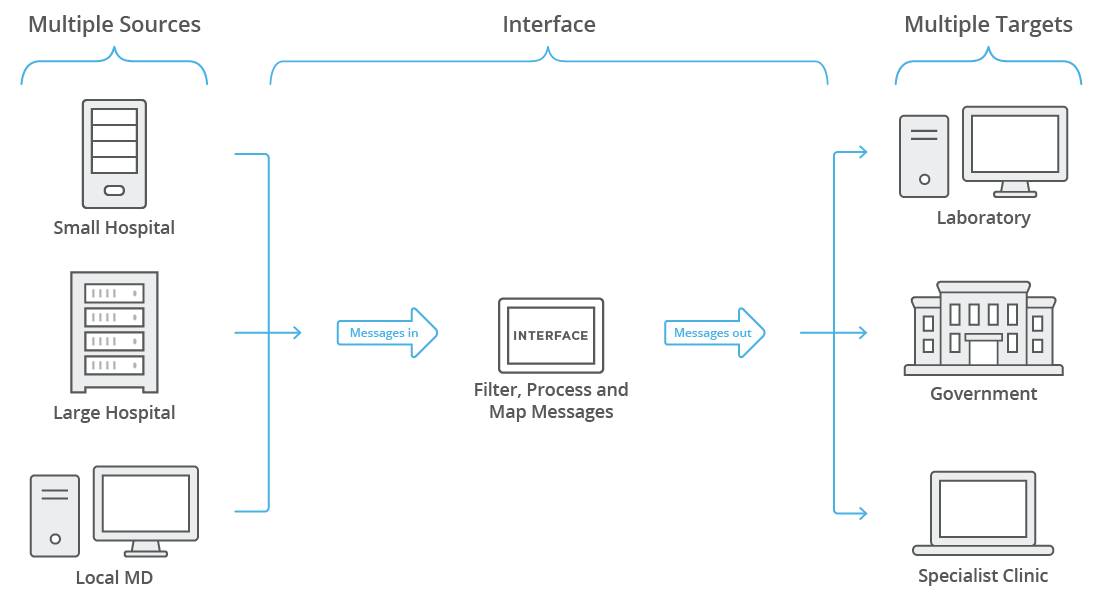 Multiple Sources
Interface
Multiple Targets
Small Hospital
Large Hospital
Local MD
Messages in
INTERFACE
Filter, Process and
Map Messages
Messages out
Laboratory
Government
Specialist Clinic